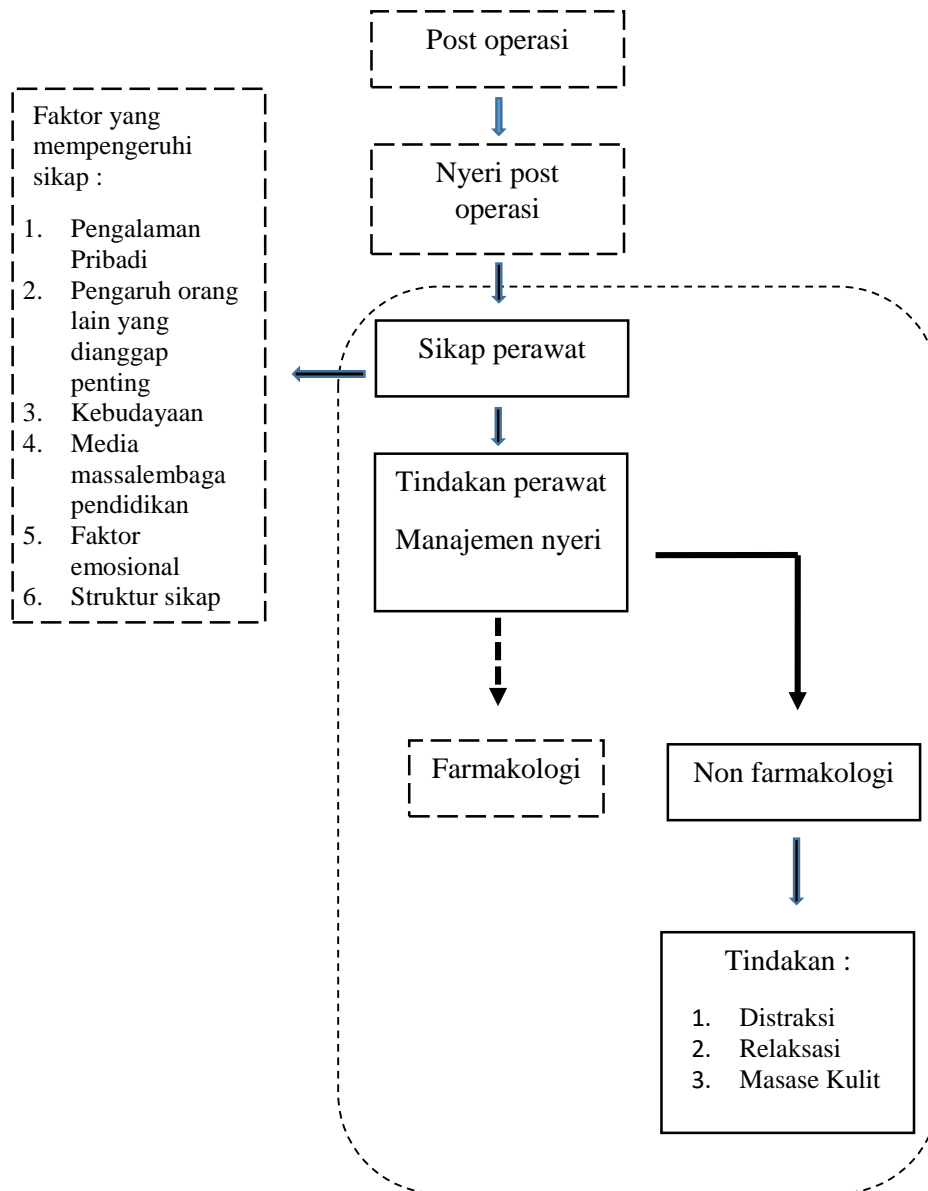 Post operasi
Faktor yang
mempengeruhi
sikap :
1. Pengalaman
Pribadi
2. Pengaruh orang
lain yang
dianggap
penting
3. Kebudayaan
4. Media
massalembaga
pendidikan
5. Faktor
emosional
6. Struktur sikap
Nyeri post
operasi
Sikap perawat
Tindakan perawat
Manajemen nyeri
Farmakologi
Non farmakologi
Tindakan :
1. Distraksi
2. Relaksasi
3. Masase Kulit